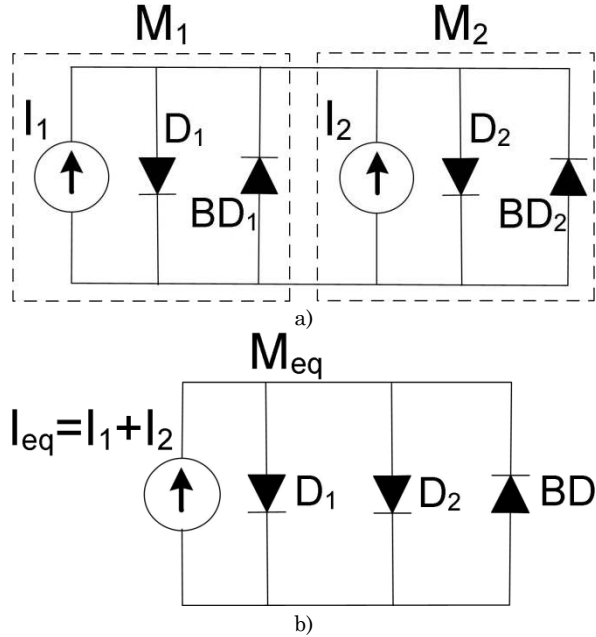 M₁ M₂
I₁ D₁ BD₁ I₂ D₂ BD₂
a)
Mₑq
Iₑq=I₁+I₂ D₁ D₂ BD
b)